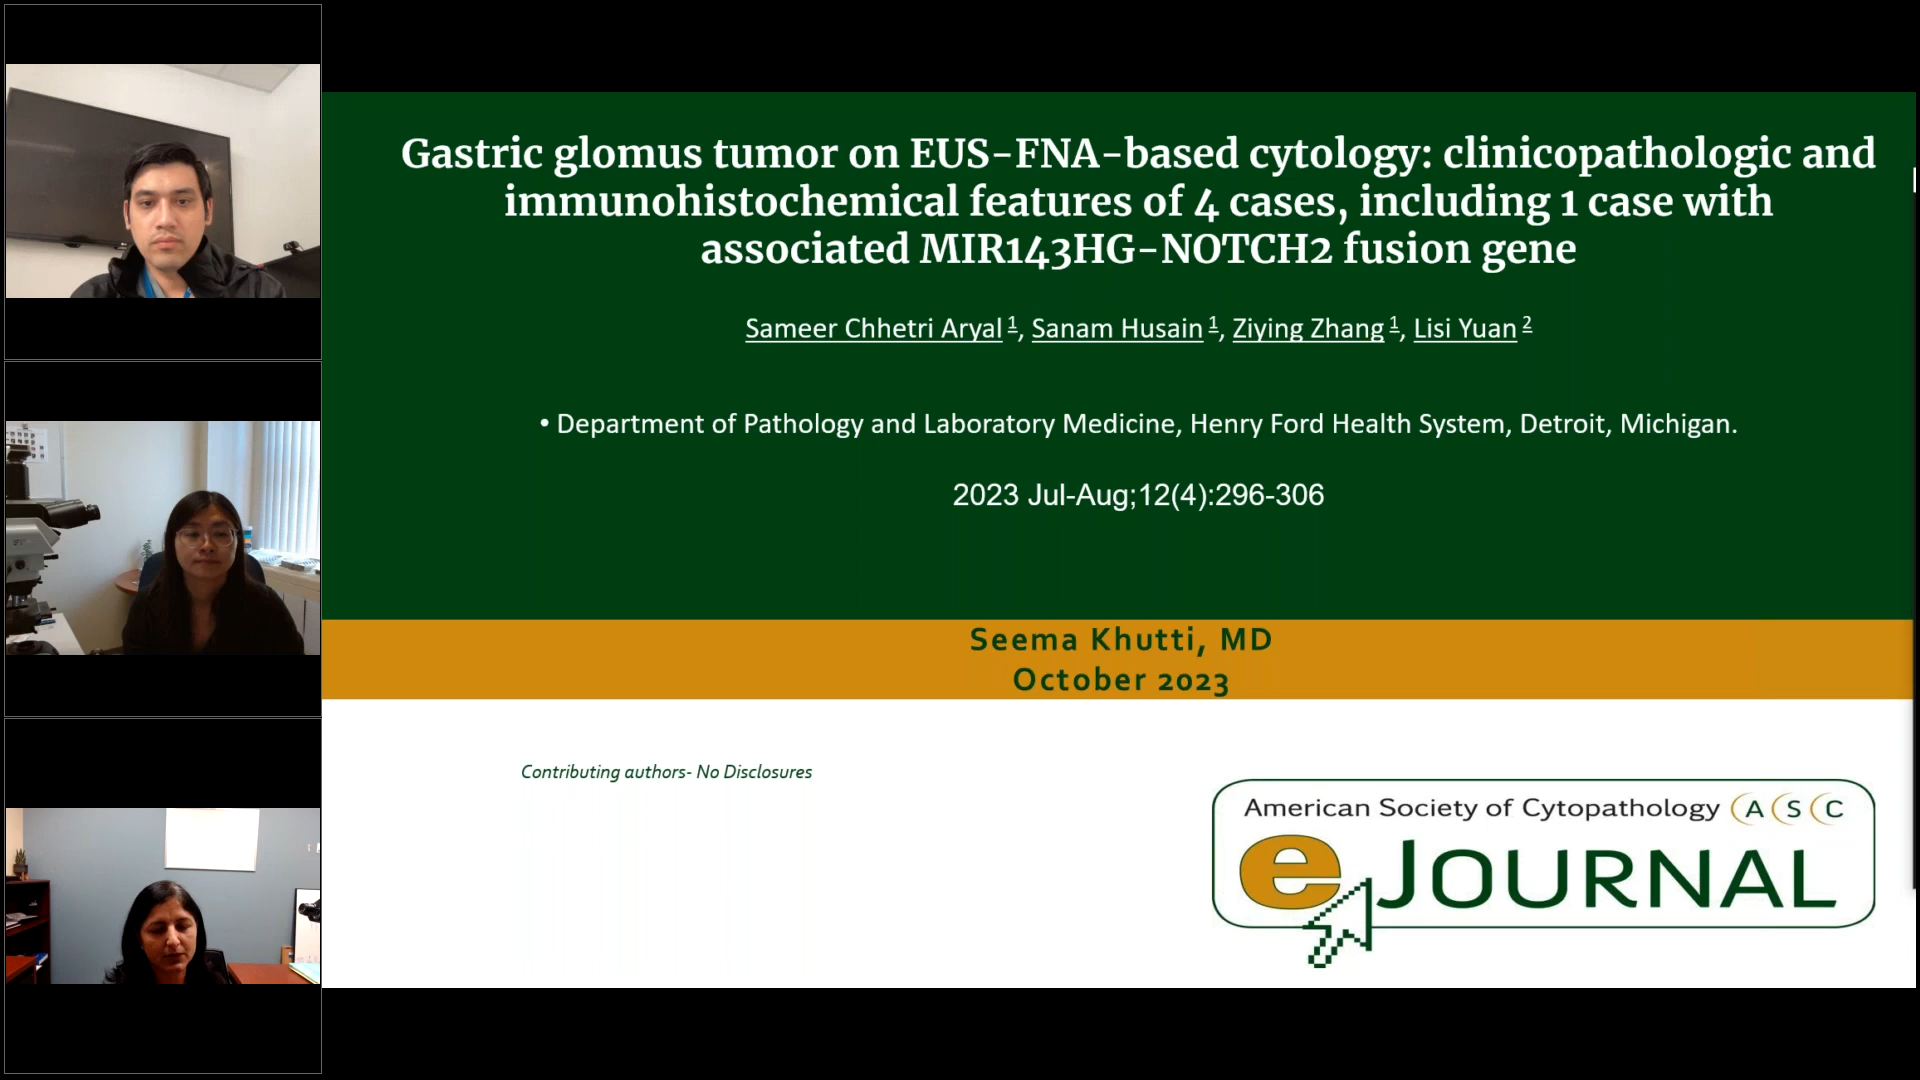 Gastric glomus tumor on EUS-FNA-based cytology: clinicopathologic and
immunohistochemical features of 4 cases, including 1 case with
associated MIR143HG-NOTCH2 fusion gene
Sameer Chhetri Aryal 1, Sanam Husain 1, Ziying Zhang 1, Lisi Yuan 2
• Department of Pathology and Laboratory Medicine, Henry Ford Health System, Detroit, Michigan.
2023 Jul-Aug;12(4):296-306
Seema Khutti, MD
October 2023
Contributing authors- No Disclosures
American Society of Cytopathology A S C
eJOURNAL